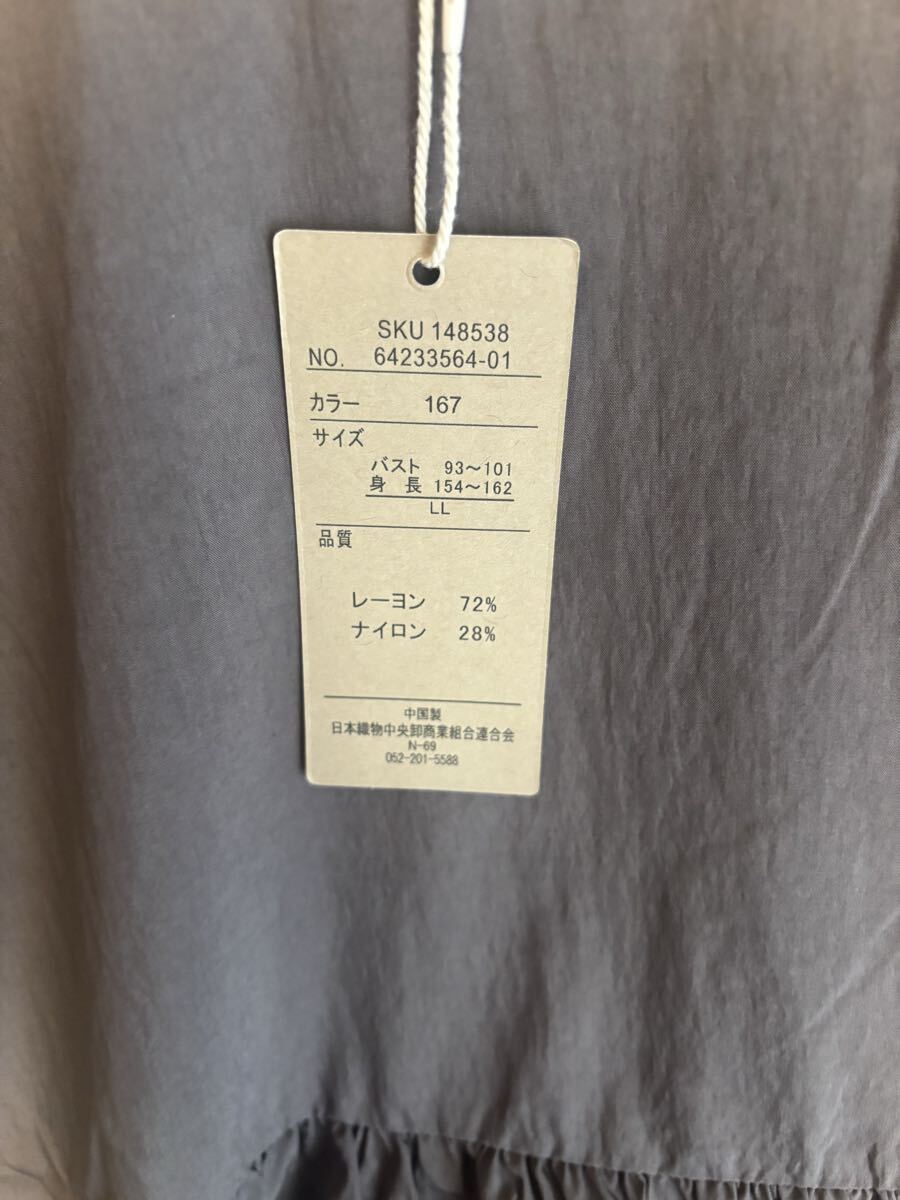 SKU 148538
NO. 64233564-01
カラー 167
サイズ
バスト 93〜101
身長 154〜162
LL
品質
レーヨン 72%
ナイロン 28%
中国製
日本織物中央卸商業組合連合会
N-69
052-201-5588